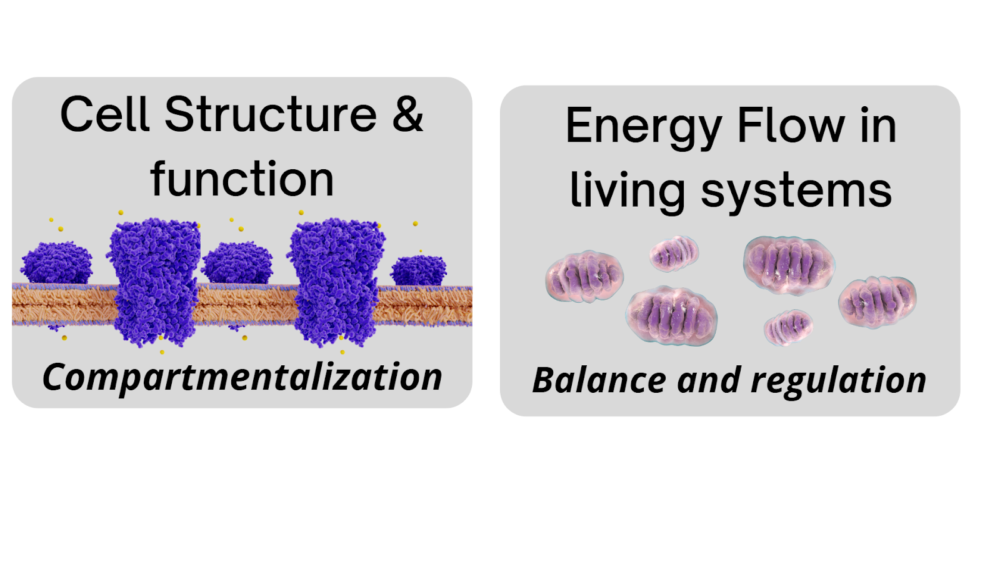 Cell Structure &
function
Compartmentalization
Energy Flow in
living systems
Balance and regulation